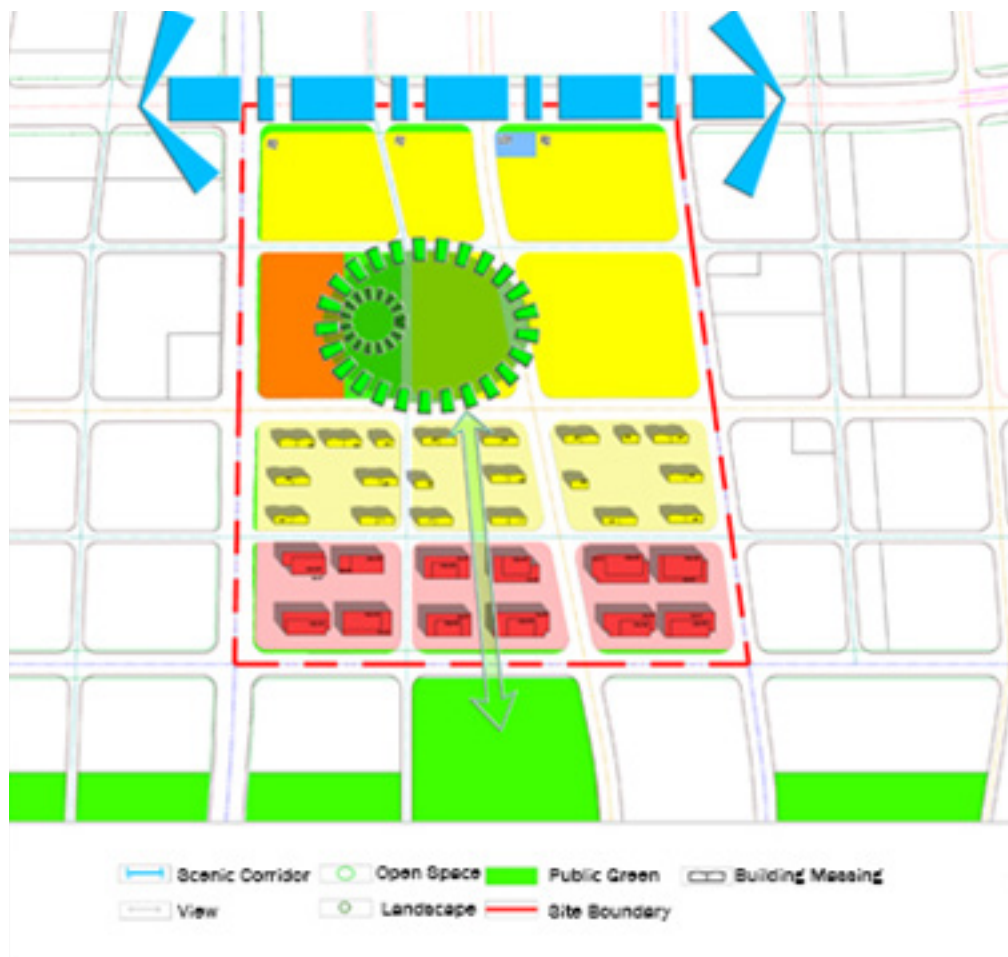 Scenic Corridor
Open Space
Public Green
Building Massing
View
Landscape
Site Boundary